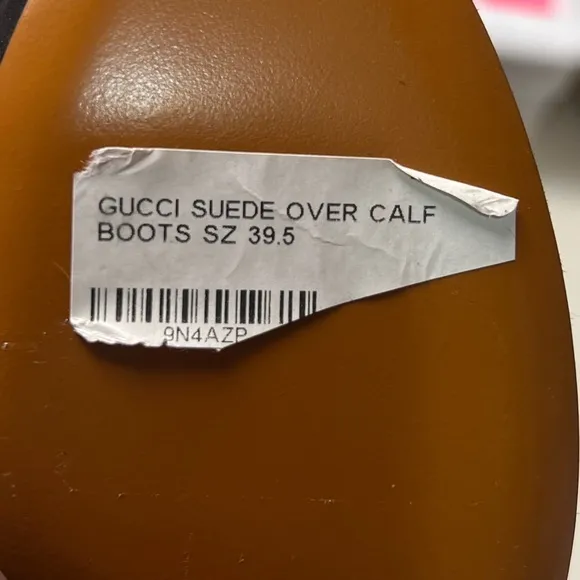 GUCCI SUEDE OVER CALF
BOOTS SZ 39.5
9N4AZP